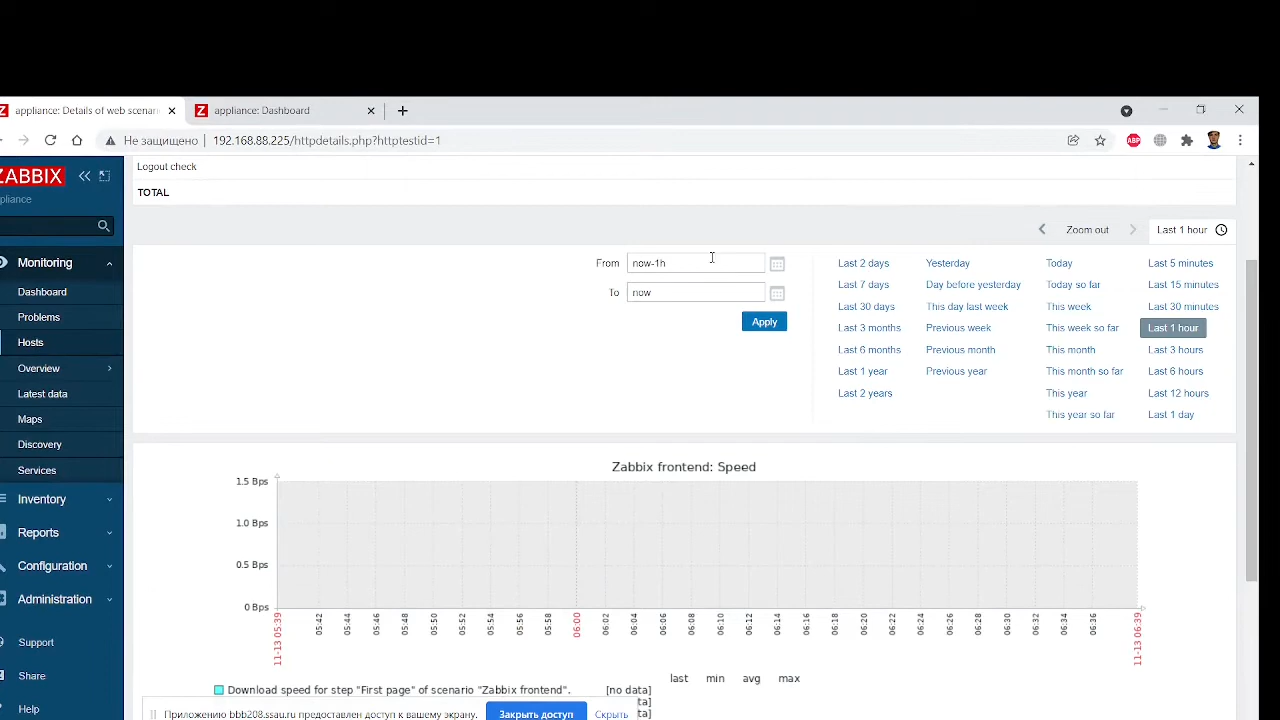 appliance: Details of web scenari
appliance: Dashboard
Не защищено
192.168.88.225/httpdetails.php?httptestid=1
ABP
ZABBIX
pliance
Monitoring
Dashboard
Problems
Hosts
Overview
Latest data
Maps
Discovery
Services
Inventory
Reports
Configuration
Administration
Support
Share
Help
Logout check
TOTAL
Zoom out
Last 1 hour
From now-1h
To now
Apply
Last 2 days Yesterday Today Last 5 minutes
Last 7 days Day before yesterday Today so far Last 15 minutes
Last 30 days This day last week This week Last 30 minutes
Last 3 months Previous week This week so far Last 1 hour
Last 6 months Previous month This month Last 3 hours
Last 1 year Previous year This month so far Last 6 hours
Last 2 years This year Last 12 hours
This year so far Last 1 day
Zabbix frontend: Speed
1.5 Bps
1.0 Bps
0.5 Bps
0 Bps
11-13 05:39 05:42 05:44 05:46 05:48 05:50 05:52 05:54 05:56 05:58 06:00 06:02 06:04 06:06 06:08 06:10 06:12 06:14 06:16 06:18 06:20 06:22 06:24 06:26 06:28 06:30 06:32 06:34 06:36 11-13 06:39
last min avg max
Download speed for step "First page" of scenario "Zabbix frontend". [no data]
ta]
ta]
Приложению bbb208.ssau.ru предоставлен доступ к вашему экрану. Закрыть доступ Скрыть